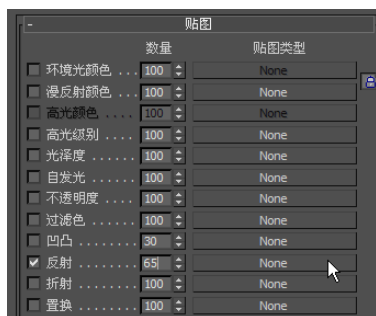 - 贴图
数量 贴图类型
环境光颜色 ... 100 None
漫反射颜色 ... 100 None
高光颜色 .... 100 None
高光级别 .... 100 None
光泽度 ...... 100 None
自发光 ...... 100 None
不透明度 .... 100 None
过滤色 ...... 100 None
凹凸 ........ 30 None
反射 ........ 65 None
折射 ........ 100 None
置换 ........ 100 None